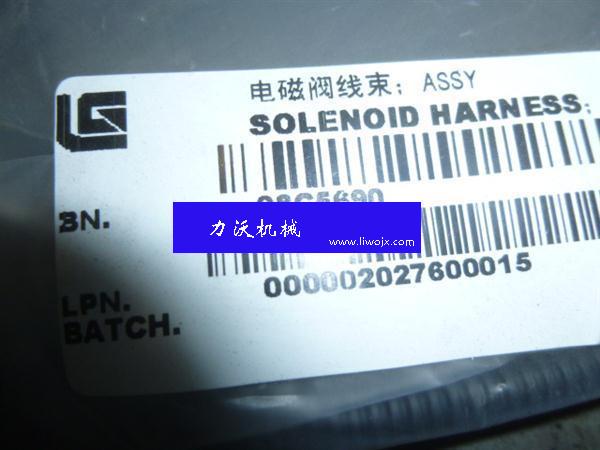 电磁阀线束; ASSY
SOLENOID HARNESS;
08C5690
BN.
力沃机械
www.liwojx.com
000002027600015
LPN.
BATCH.